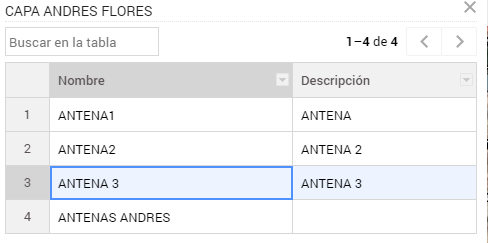 CAPA ANDRES FLORES
Buscar en la tabla
1–4 de 4
Nombre Descripción
1 ANTENA1 ANTENA
2 ANTENA2 ANTENA 2
3 ANTENA 3 ANTENA 3
4 ANTENAS ANDRES